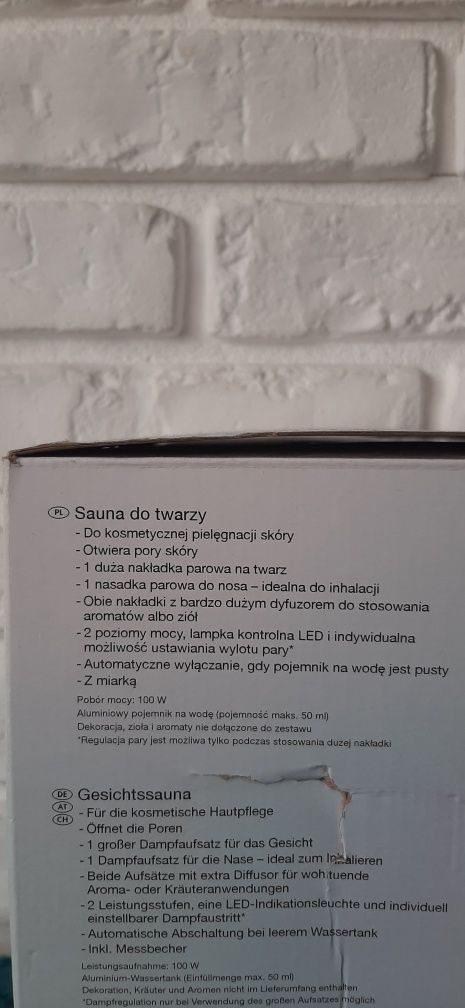 PL Sauna do twarzy
- Do kosmetycznej pielęgnacji skóry
- Otwiera pory skóry
- 1 duża nakładka parowa na twarz
- 1 nasadka parowa do nosa – idealna do inhalacji
- Obie nakładki z bardzo dużym dyfuzorem do stosowania
aromatów albo ziół
- 2 poziomy mocy, lampka kontrolna LED i indywidualna
możliwość ustawiania wylotu pary*
- Automatyczne wyłączanie, gdy pojemnik na wodę jest pusty
- Z miarką
Pobór mocy: 100 W
Aluminiowy pojemnik na wodę (pojemność maks. 50 ml)
Dekoracja, zioła i aromaty nie dołączone do zestawu
*Regulacja pary jest możliwa tylko podczas stosowania dużej nakładki
DE AT CH Gesichtssauna
- Für die kosmetische Hautpflege
- Öffnet die Poren
- 1 großer Dampfaufsatz für das Gesicht
- 1 Dampfaufsatz für die Nase – ideal zum Inhalieren
- Beide Aufsätze mit extra Diffusor für wohltuende
Aroma- oder Kräuteranwendungen
- 2 Leistungsstufen, eine LED-Indikationsleuchte und individuell
einstellbarer Dampfaustritt*
- Automatische Abschaltung bei leerem Wassertank
- Inkl. Messbecher
Leistungsaufnahme: 100 W
Aluminium-Wassertank (Einfüllmenge max. 50 ml)
Dekoration, Kräuter und Aromen nicht im Lieferumfang enthalten
*Dampfregulation nur bei Verwendung des großen Aufsatzes möglich